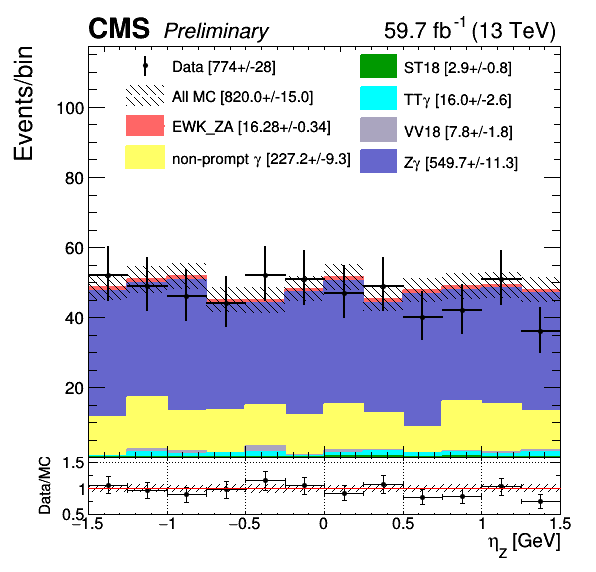 CMS Preliminary 59.7 fb⁻¹ (13 TeV)
Events/bin
Data [774+/-28]
All MC [820.0+/-15.0]
EWK_ZA [16.28+/-0.34]
non-prompt γ [227.2+/-9.3]
ST18 [2.9+/-0.8]
TTγ [16.0+/-2.6]
VV18 [7.8+/-1.8]
Zγ [549.7+/-11.3]
100
80
60
40
20
Data/MC
1.5
1
0.5
−1.5 −1 −0.5 0 0.5 1 1.5
η_Z [GeV]